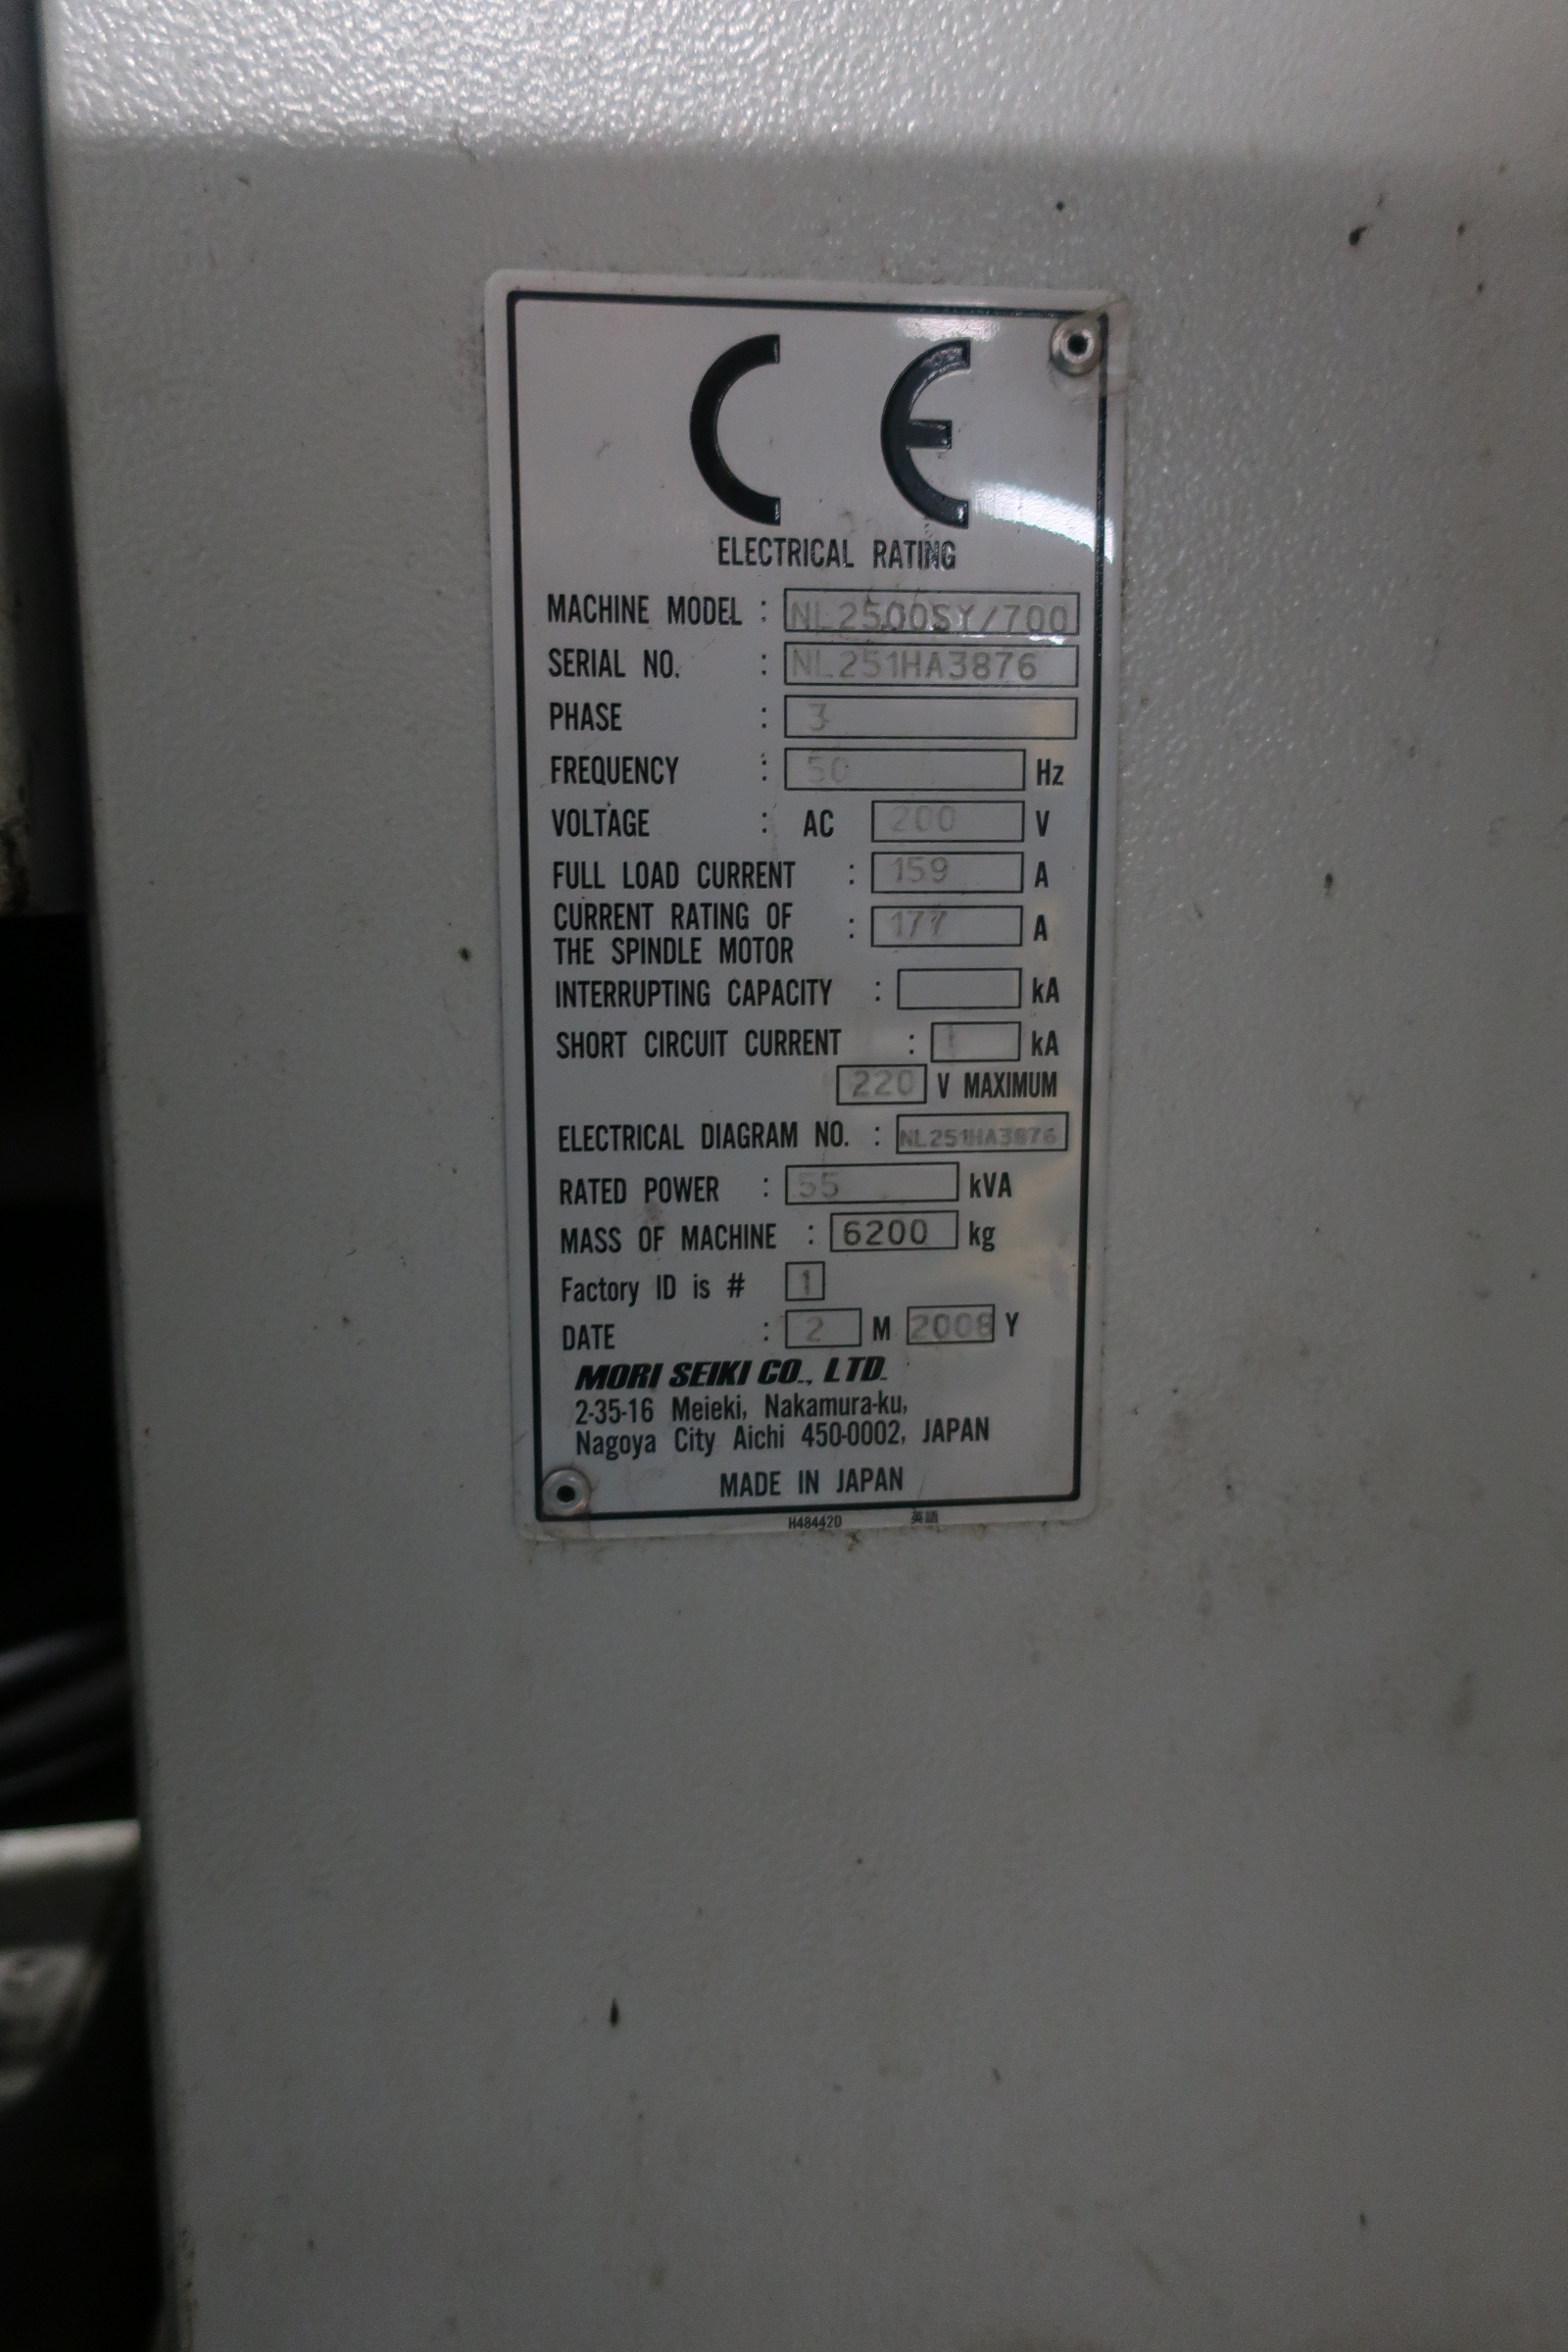 CE
ELECTRICAL RATING
MACHINE MODEL : NL2500SY/700
SERIAL NO. : NL251HA3876
PHASE : 3
FREQUENCY : 50 Hz
VOLTAGE : AC 200 V
FULL LOAD CURRENT : 159 A
CURRENT RATING OF
THE SPINDLE MOTOR : 177 A
INTERRUPTING CAPACITY : kA
SHORT CIRCUIT CURRENT : kA
220 V MAXIMUM
ELECTRICAL DIAGRAM NO. : NL251HA3876
RATED POWER : 55 kVA
MASS OF MACHINE : 6200 kg
Factory ID is # 1
DATE : 2 M 2008 Y
MORI SEIKI CO., LTD.
2-35-16 Meieki, Nakamura-ku,
Nagoya City Aichi 450-0002, JAPAN
MADE IN JAPAN
H48442D 英語